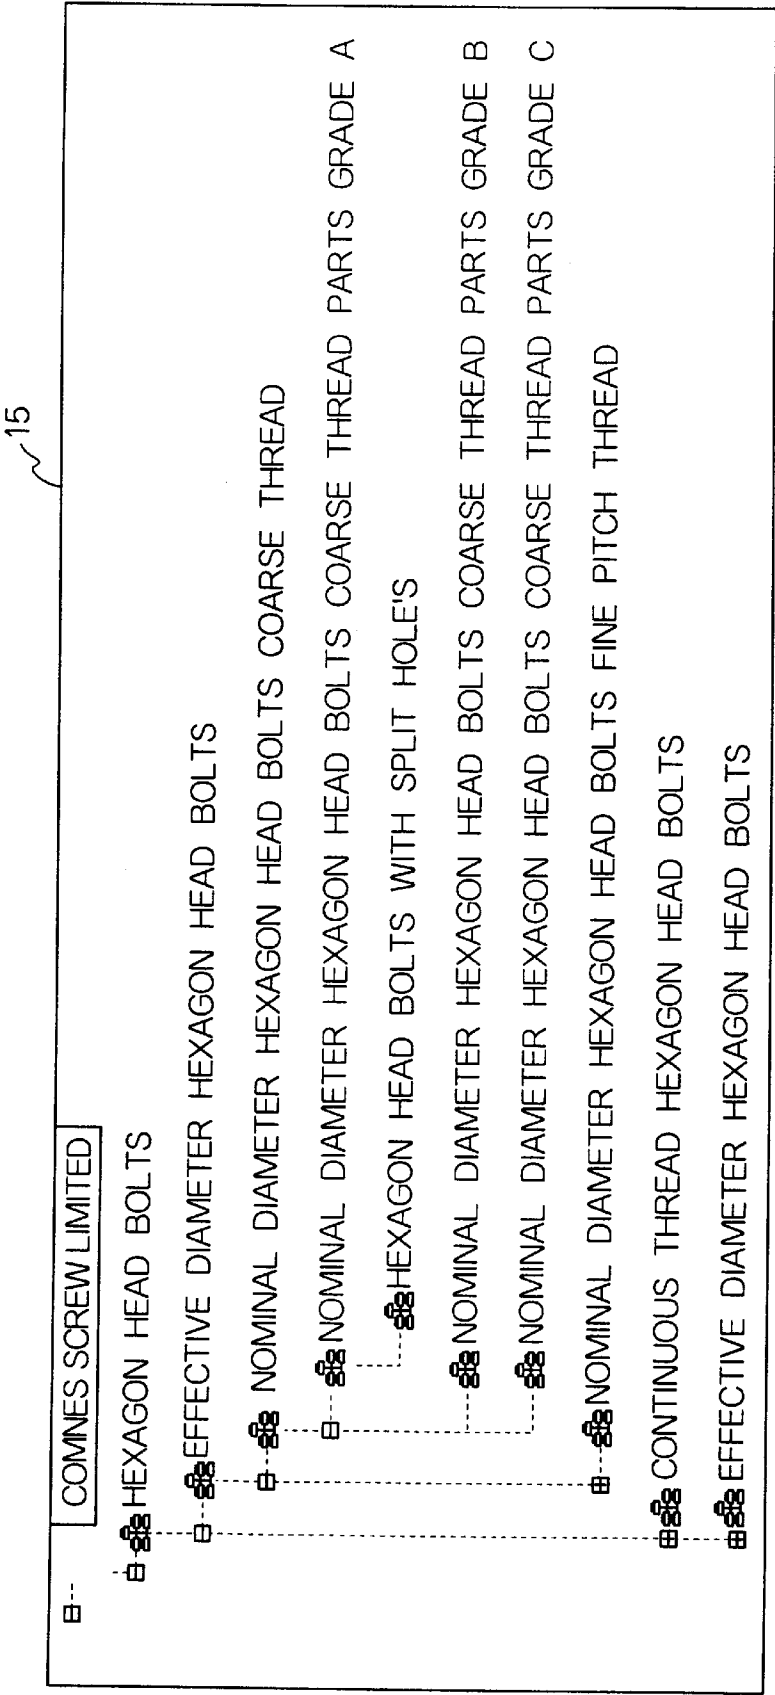 15
COMNES SCREW LIMITED
HEXAGON HEAD BOLTS
EFFECTIVE DIAMETER HEXAGON HEAD BOLTS
NOMINAL DIAMETER HEXAGON HEAD BOLTS COARSE THREAD
NOMINAL DIAMETER HEXAGON HEAD BOLTS COARSE THREAD PARTS GRADE A
HEXAGON HEAD BOLTS WITH SPLIT HOLE'S
NOMINAL DIAMETER HEXAGON HEAD BOLTS COARSE THREAD PARTS GRADE B
NOMINAL DIAMETER HEXAGON HEAD BOLTS COARSE THREAD PARTS GRADE C
NOMINAL DIAMETER HEXAGON HEAD BOLTS FINE PITCH THREAD
CONTINUOUS THREAD HEXAGON HEAD BOLTS
EFFECTIVE DIAMETER HEXAGON HEAD BOLTS